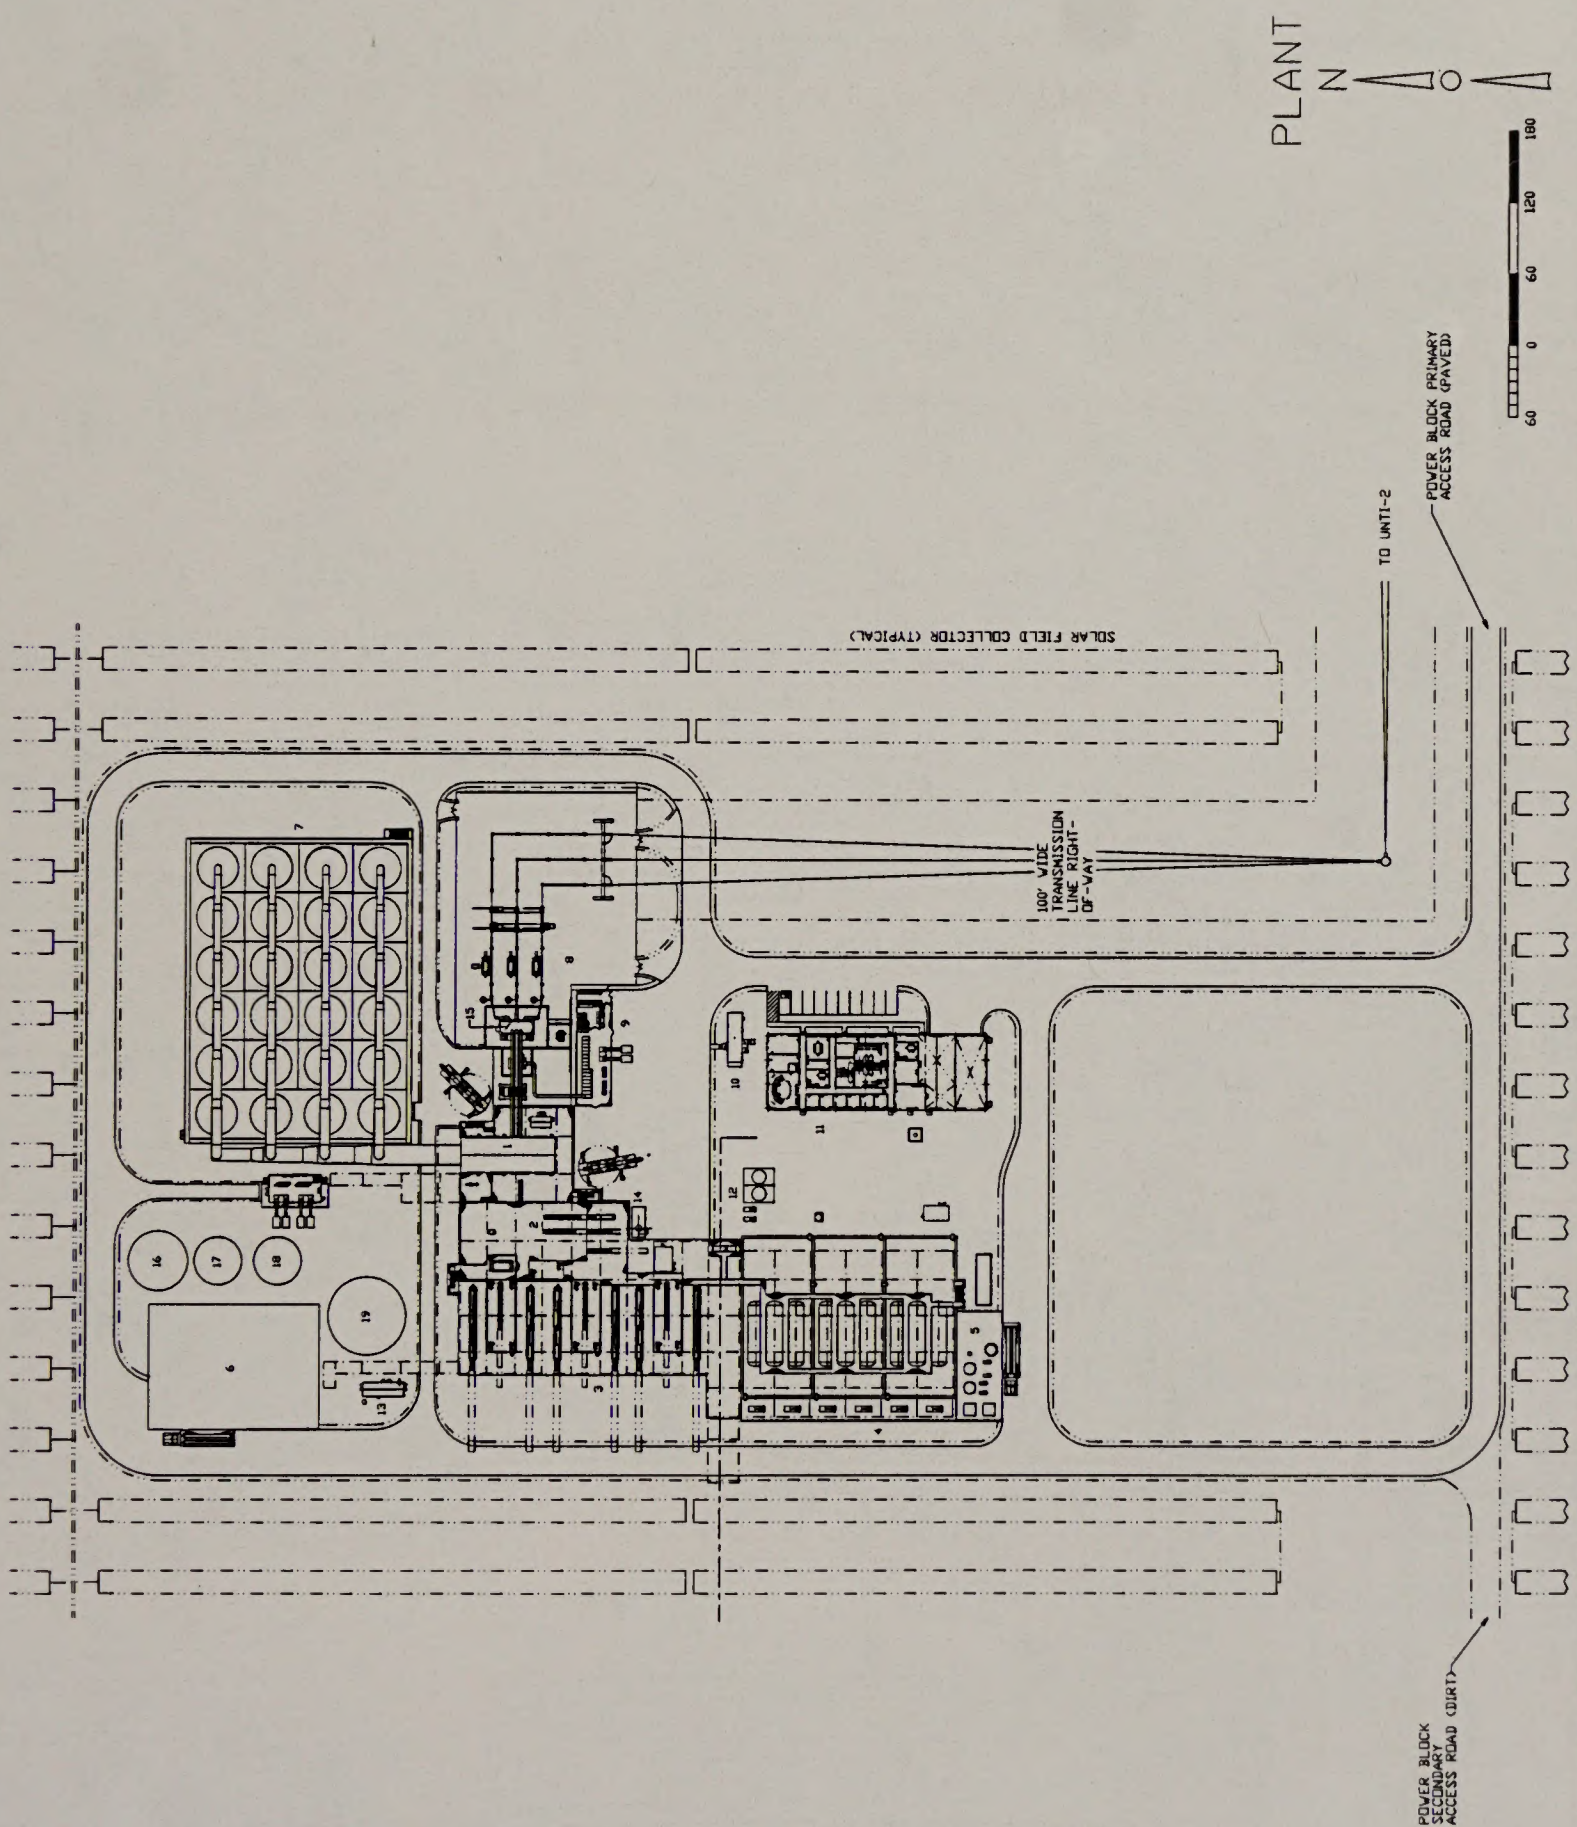 PLANT
N
60 0 60 120 180
POWER BLOCK PRIMARY
ACCESS ROAD (PAVED)
TO UNTI-2
SOLAR FIELD COLLECTOR (TYPICAL)
100' WIDE
TRANSMISSION
LINE RIGHT-
OF-WAY
7
8
15
9
10
11
1
12
14
2
16
17
18
19
6
13
3
5
4
POWER BLOCK
SECONDARY
ACCESS ROAD (DIRT)